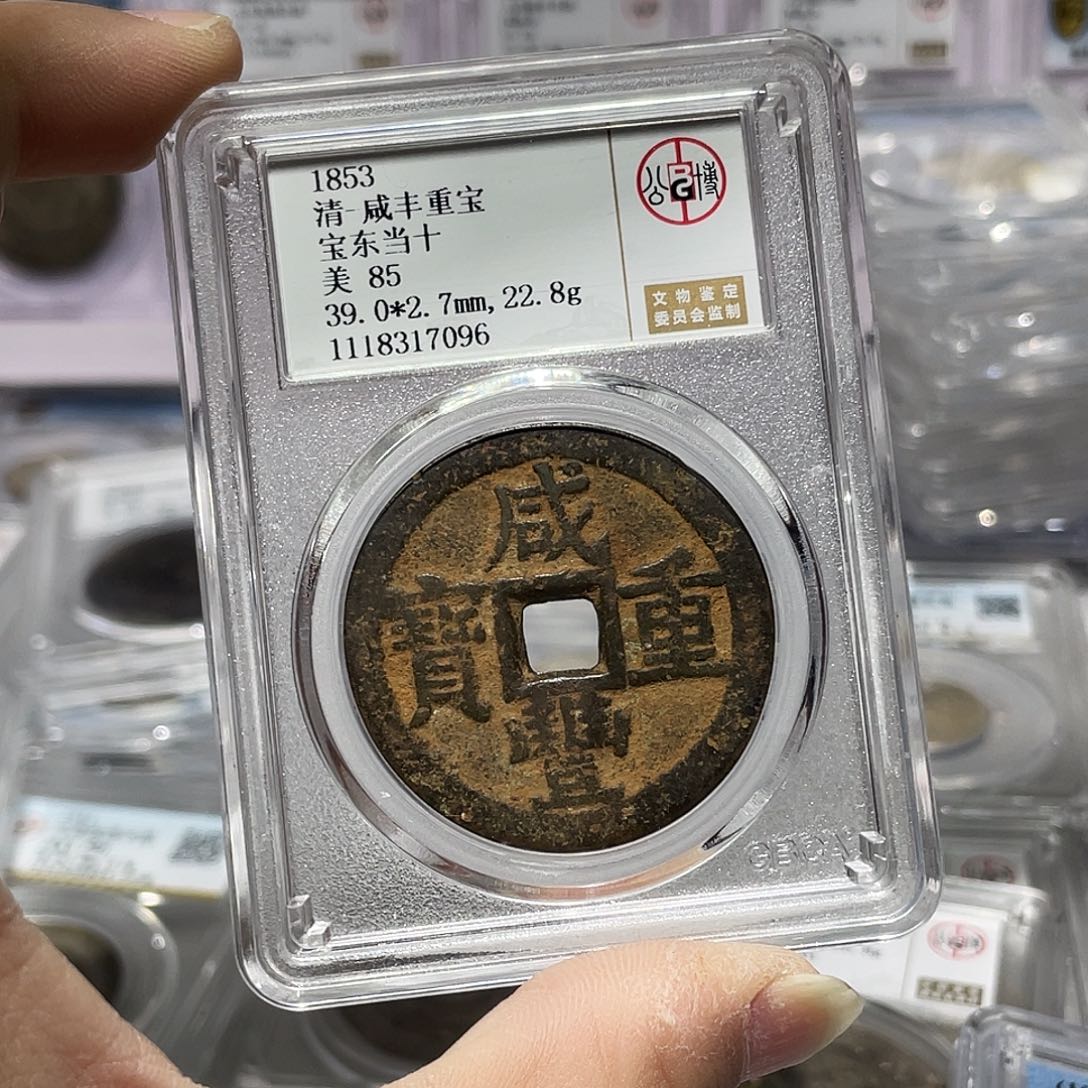 1853
清-咸丰重宝
宝东当十
美 85
39.0*2.7mm,22.8g
1118317096
公博
BG
文物鉴定
委员会监制
咸
寶 重
豐
GBCA